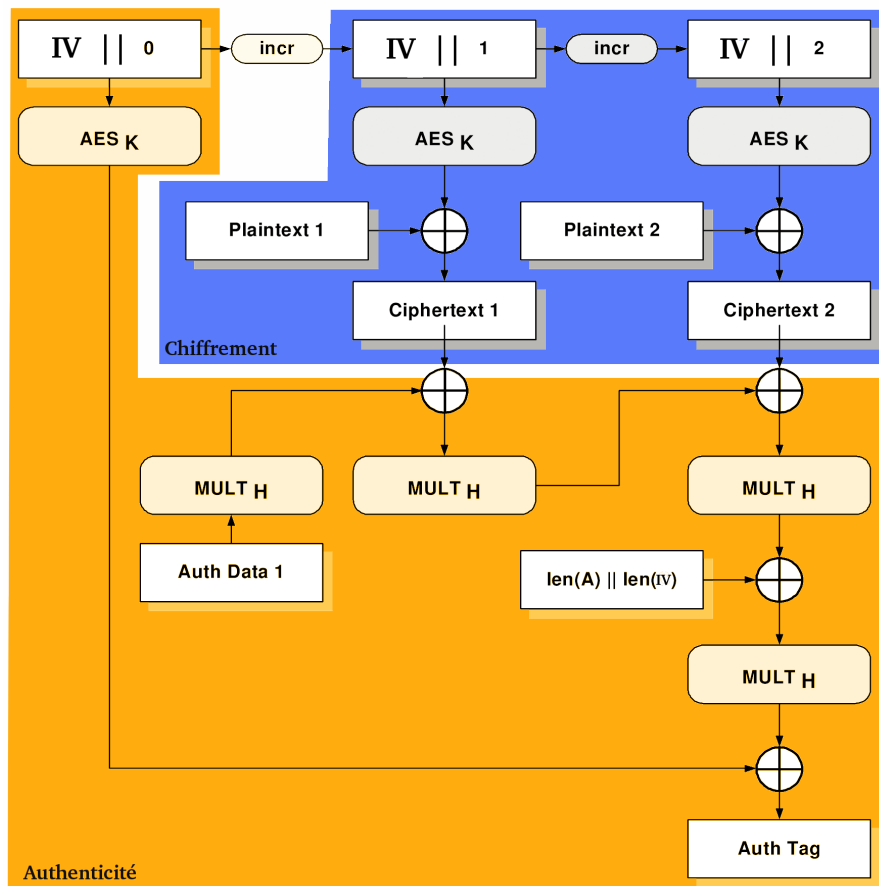 IV || 0
incr
IV || 1
incr
IV || 2
AES K
AES K
AES K
Plaintext 1
Plaintext 2
Ciphertext 1
Ciphertext 2
Chiffrement
MULT H
MULT H
MULT H
Auth Data 1
len(A) || len(IV)
MULT H
Auth Tag
Authenticité